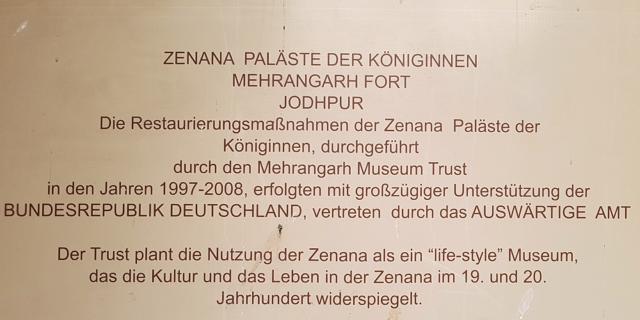 ZENANA PALÄSTE DER KÖNIGINNEN
MEHRANGARH FORT
JODHPUR
Die Restaurierungsmaßnahmen der Zenana Paläste der
Königinnen, durchgeführt
durch den Mehrangarh Museum Trust
in den Jahren 1997-2008, erfolgten mit großzügiger Unterstützung der
BUNDESREPUBLIK DEUTSCHLAND, vertreten durch das AUSWÄRTIGE AMT
Der Trust plant die Nutzung der Zenana als ein “life-style” Museum,
das die Kultur und das Leben in der Zenana im 19. und 20.
Jahrhundert widerspiegelt.